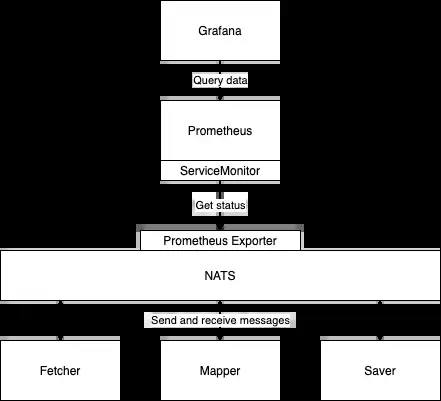 Grafana
Query data
Prometheus
ServiceMonitor
Get status
Prometheus Exporter
NATS
Send and receive messages
Fetcher
Mapper
Saver